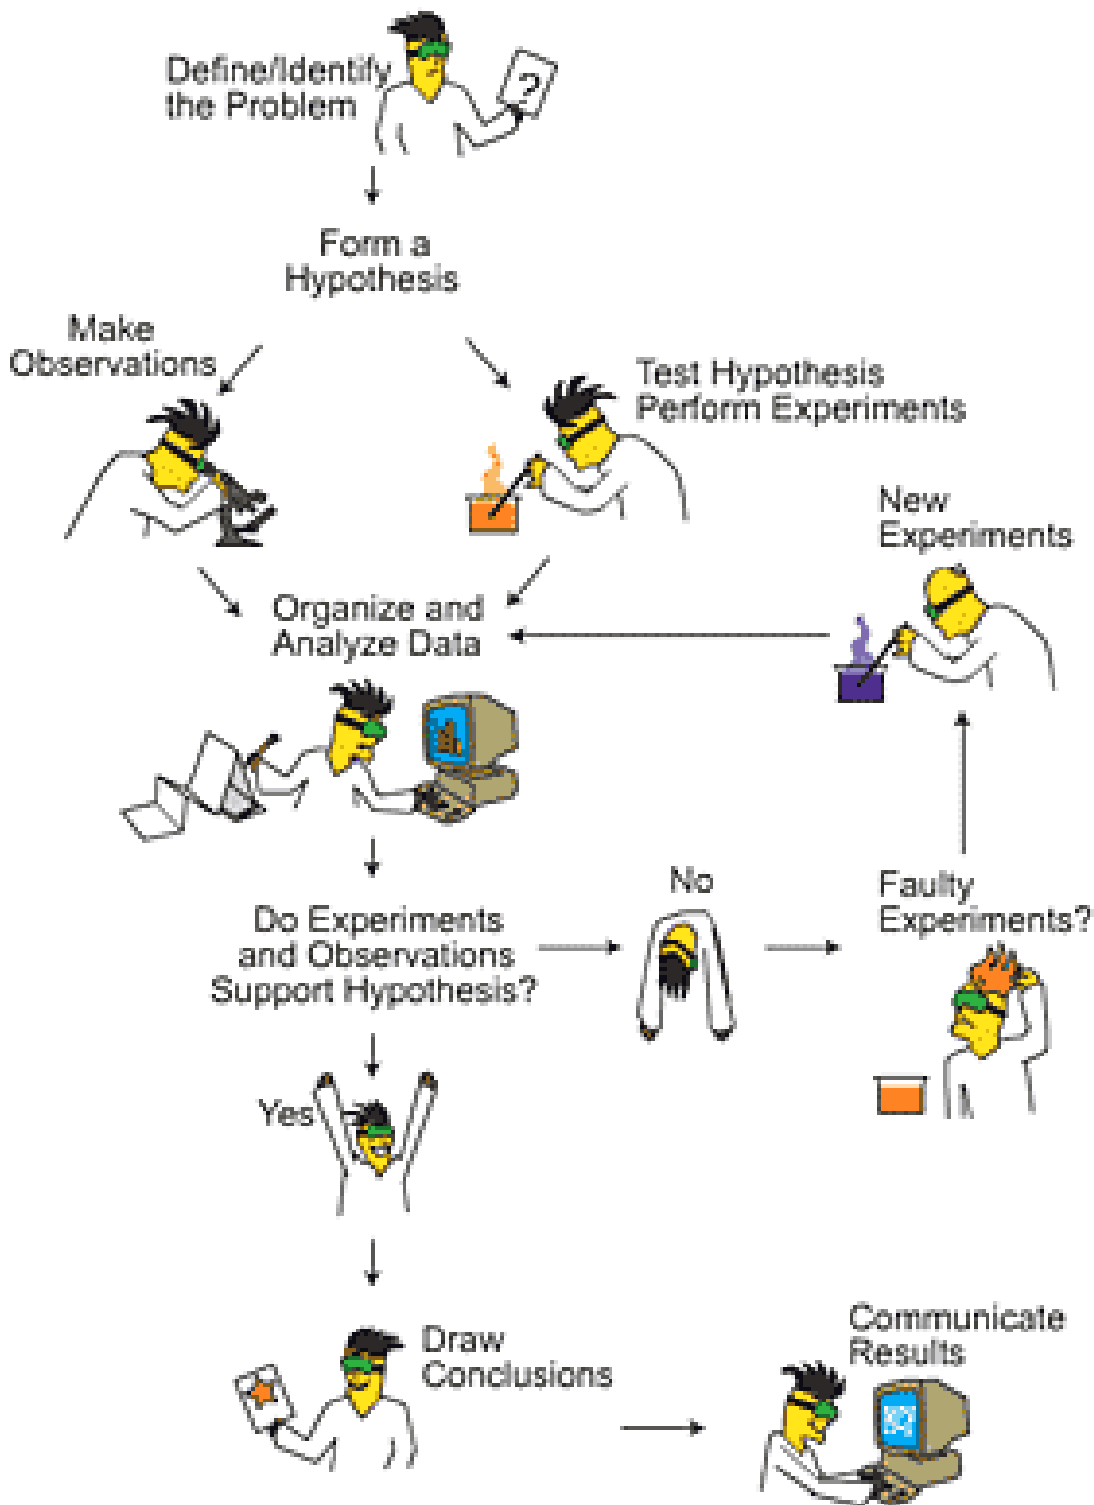 Define/Identify
the Problem
?
Form a
Hypothesis
Make
Observations
Test Hypothesis
Perform Experiments
New
Experiments
Organize and
Analyze Data
No
Faulty
Experiments?
Do Experiments
and Observations
Support Hypothesis?
Yes
Draw
Conclusions
Communicate
Results